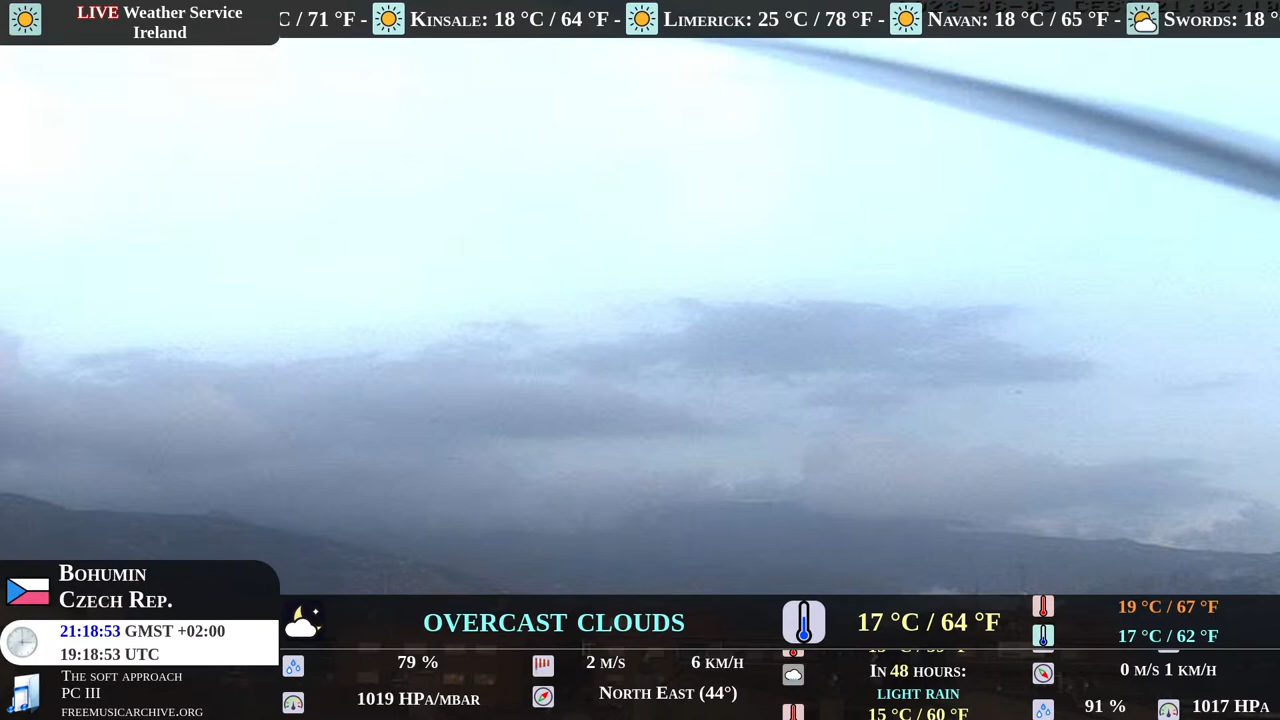 LIVE Weather Service
Ireland
C / 71 °F - Kinsale: 18 °C / 64 °F - Limerick: 25 °C / 78 °F - Navan: 18 °C / 65 °F - Swords: 18 °
Bohumin
Czech Rep.
21:18:53 GMST +02:00
19:18:53 UTC
The soft approach
PC III
freemusicarchive.org
overcast clouds
17 °C / 64 °F
19 °C / 67 °F
17 °C / 62 °F
79 %
2 m/s
6 km/h
1019 HPa/mbar
North East (44°)
In 48 hours:
light rain
15 °C / 60 °F
0 m/s 1 km/h
91 %
1017 HPa